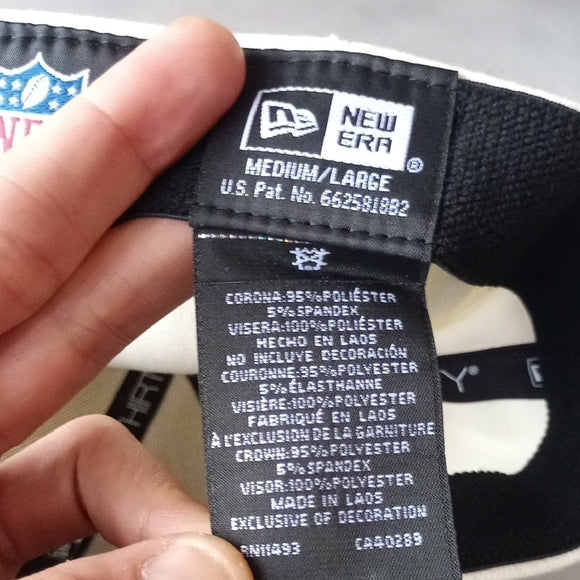 NEW ERA®
MEDIUM/LARGE
U.S. Pat. No. 6625818B2
CORONA:95%POLIÉSTER
5%SPANDEX
VISERA:100%POLIÉSTER
HECHO EN LAOS
NO INCLUYE DECORACIÓN
COURONNE:95%POLYESTER
5%ÉLASTHANNE
VISIÈRE:100%POLYESTER
FABRIQUÉ EN LAOS
À L'EXCLUSION DE LA GARNITURE
CROWN:95%POLYESTER
5%SPANDEX
VISOR:100%POLYESTER
MADE IN LAOS
EXCLUSIVE OF DECORATION
RN11493 CA40289